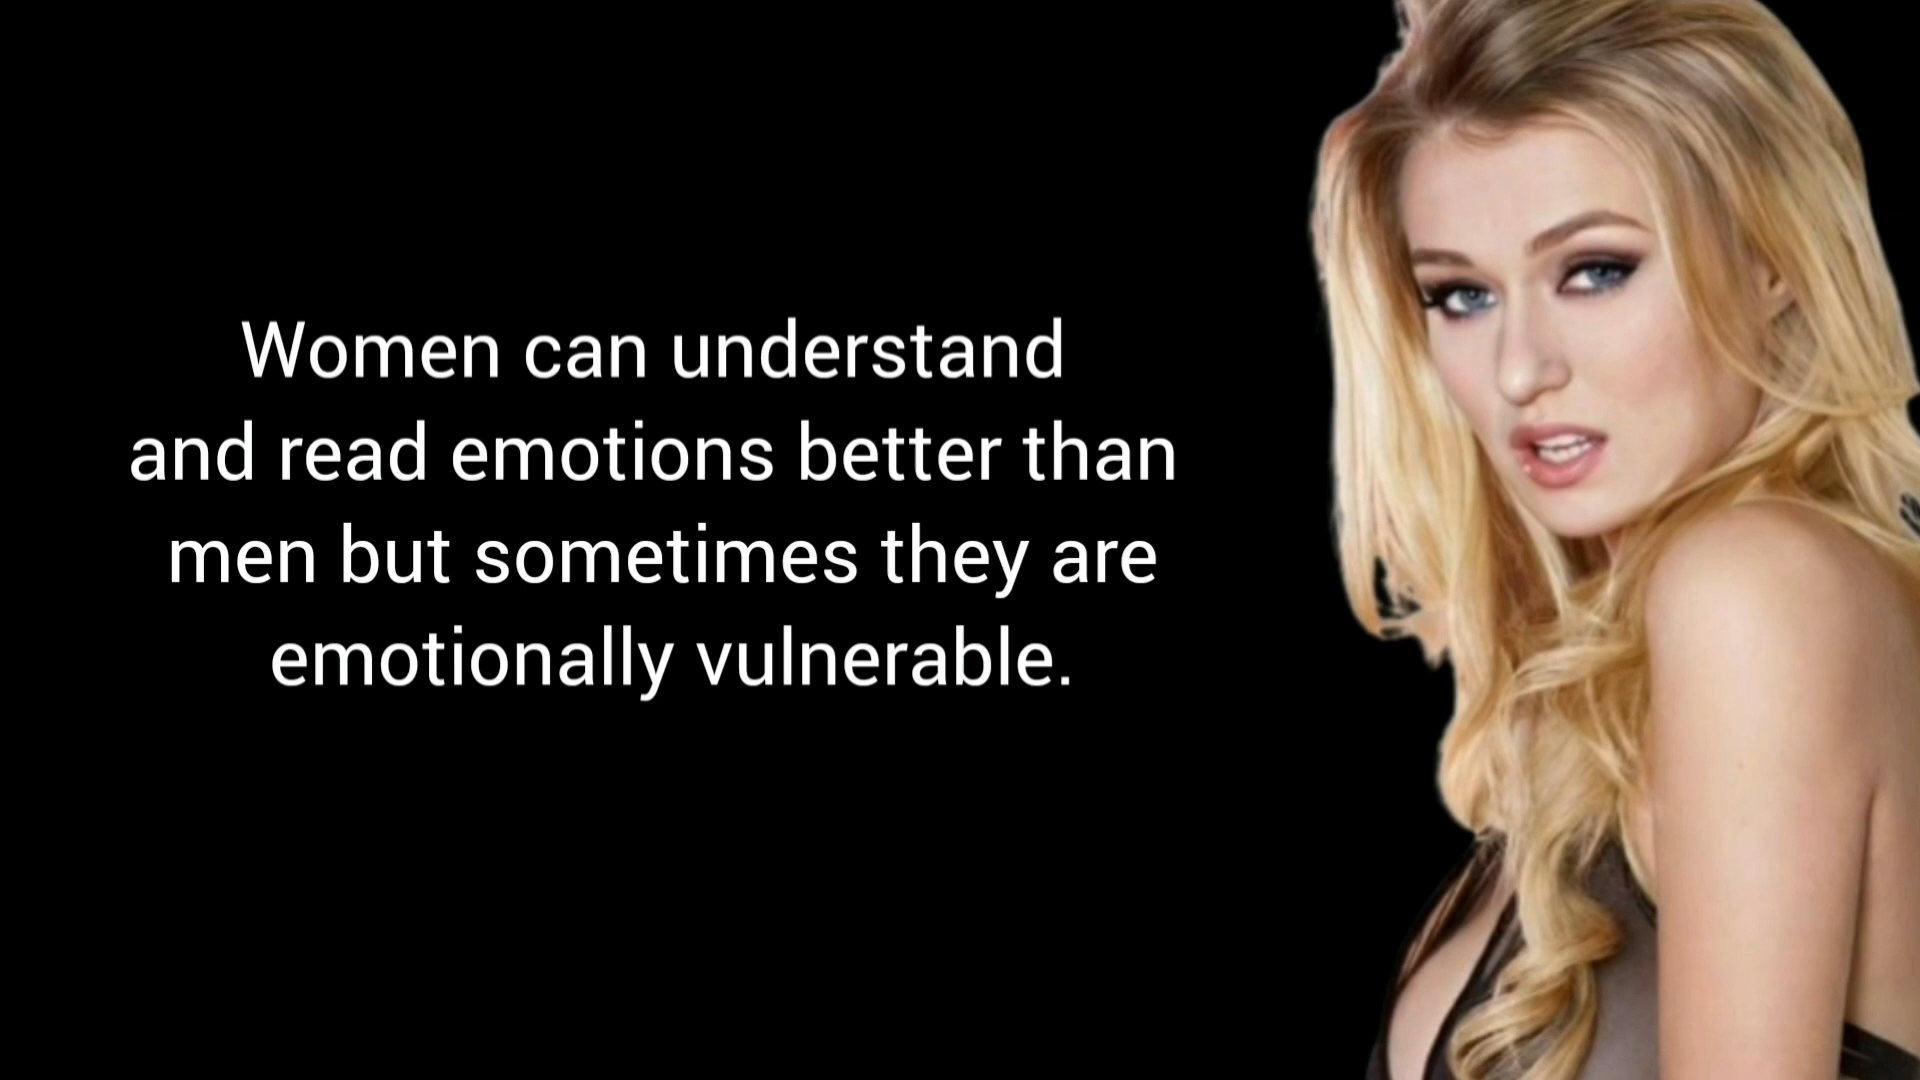 Women can understand
and read emotions better than
men but sometimes they are
emotionally vulnerable.